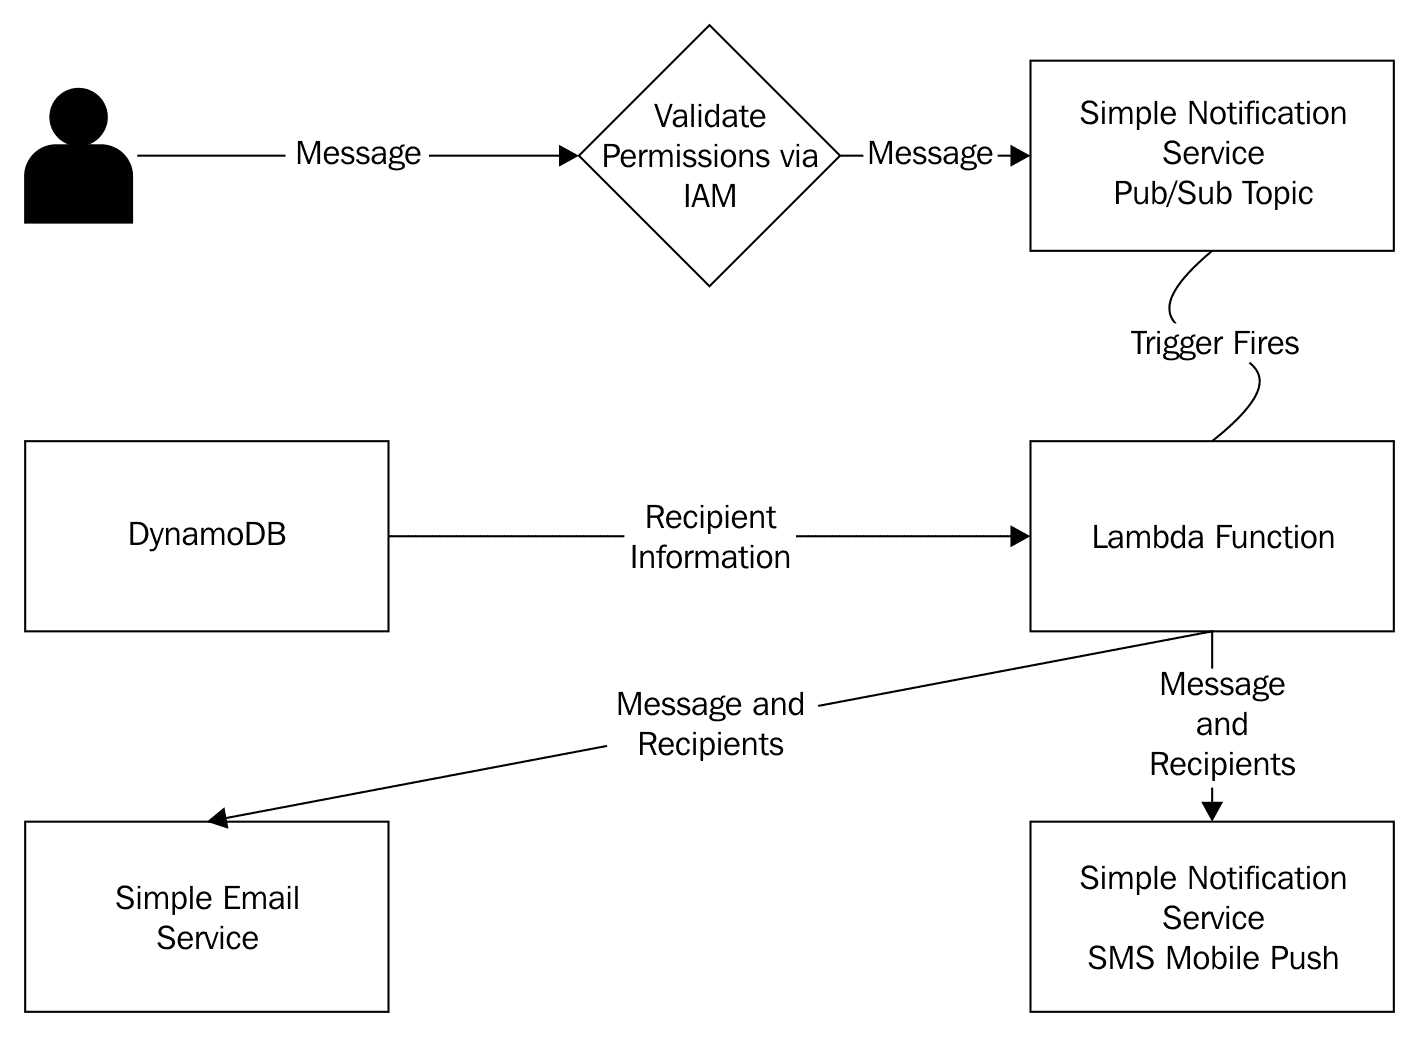 Message
Validate
Permissions via
IAM
Message
Simple Notification
Service
Pub/Sub Topic
Trigger Fires
DynamoDB
Recipient
Information
Lambda Function
Message and
Recipients
Message
and
Recipients
Simple Email
Service
Simple Notification
Service
SMS Mobile Push